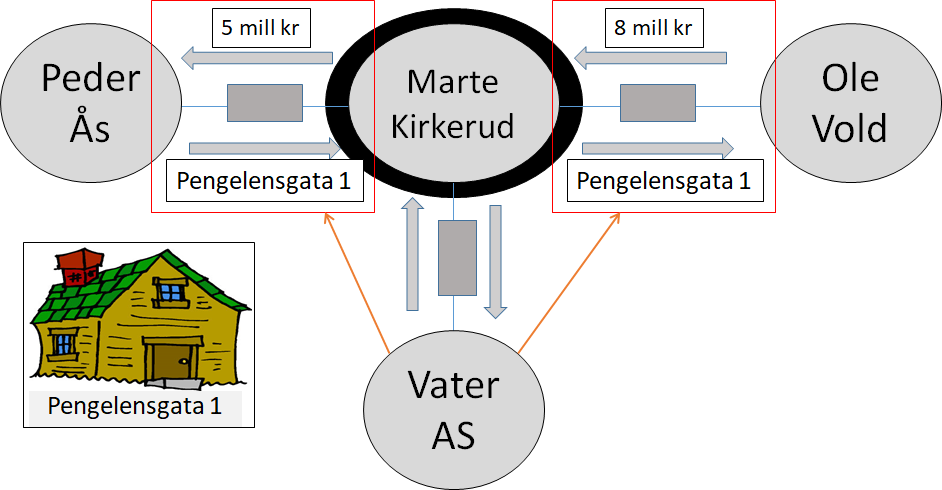 5 mill kr
8 mill kr
Peder
Ås
Marte
Kirkerud
Ole
Vold
Pengelensgata 1
Pengelensgata 1
Vater
AS
Pengelensgata 1